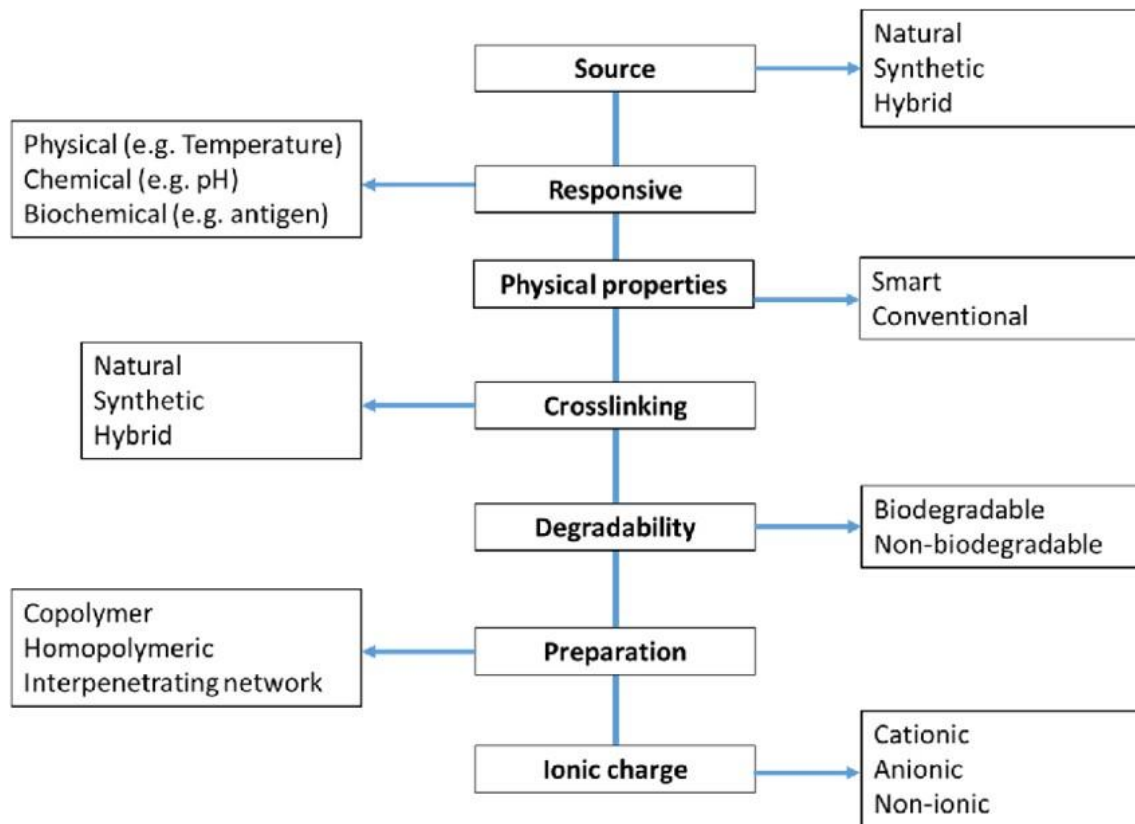 Source
Natural
Synthetic
Hybrid
Responsive
Physical (e.g. Temperature)
Chemical (e.g. pH)
Biochemical (e.g. antigen)
Physical properties
Smart
Conventional
Crosslinking
Natural
Synthetic
Hybrid
Degradability
Biodegradable
Non-biodegradable
Preparation
Copolymer
Homopolymeric
Interpenetrating network
Ionic charge
Cationic
Anionic
Non-ionic